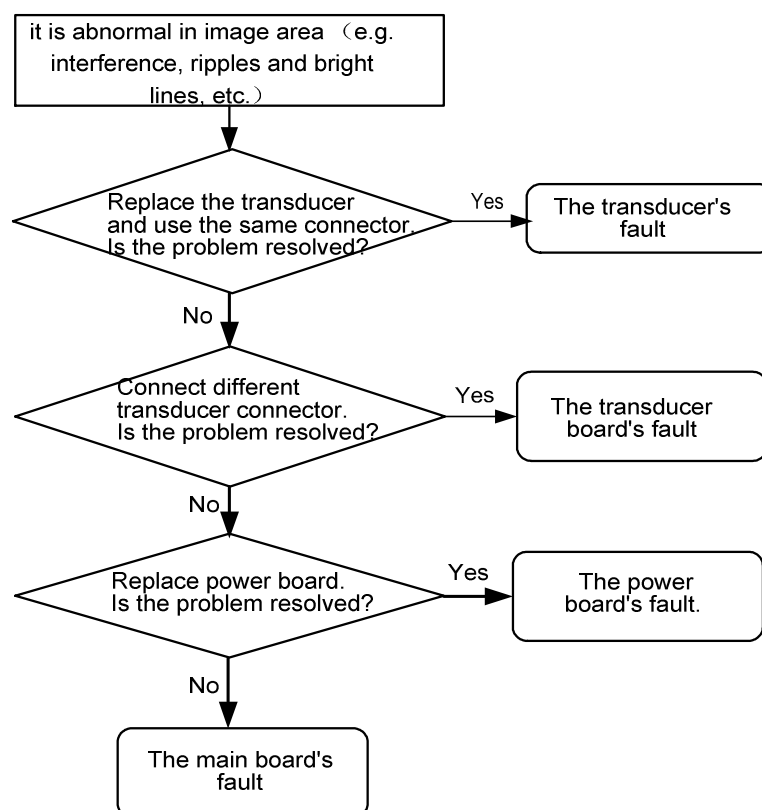 it is abnormal in image area （e.g.
interference, ripples and bright
lines, etc.）
Replace the transducer
and use the same connector.
Is the problem resolved?
Yes
The transducer's
fault
No
Connect different
transducer connector.
Is the problem resolved?
Yes
The transducer
board's fault
No
Replace power board.
Is the problem resolved?
Yes
The power
board's fault.
No
The main board's
fault